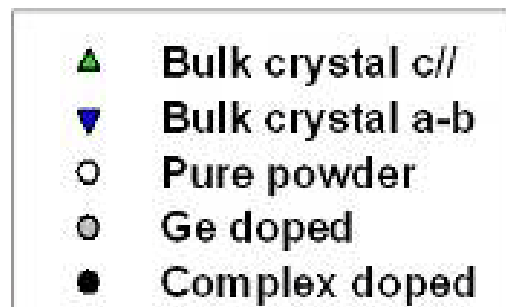 Bulk crystal c//
Bulk crystal a-b
Pure powder
Ge doped
Complex doped